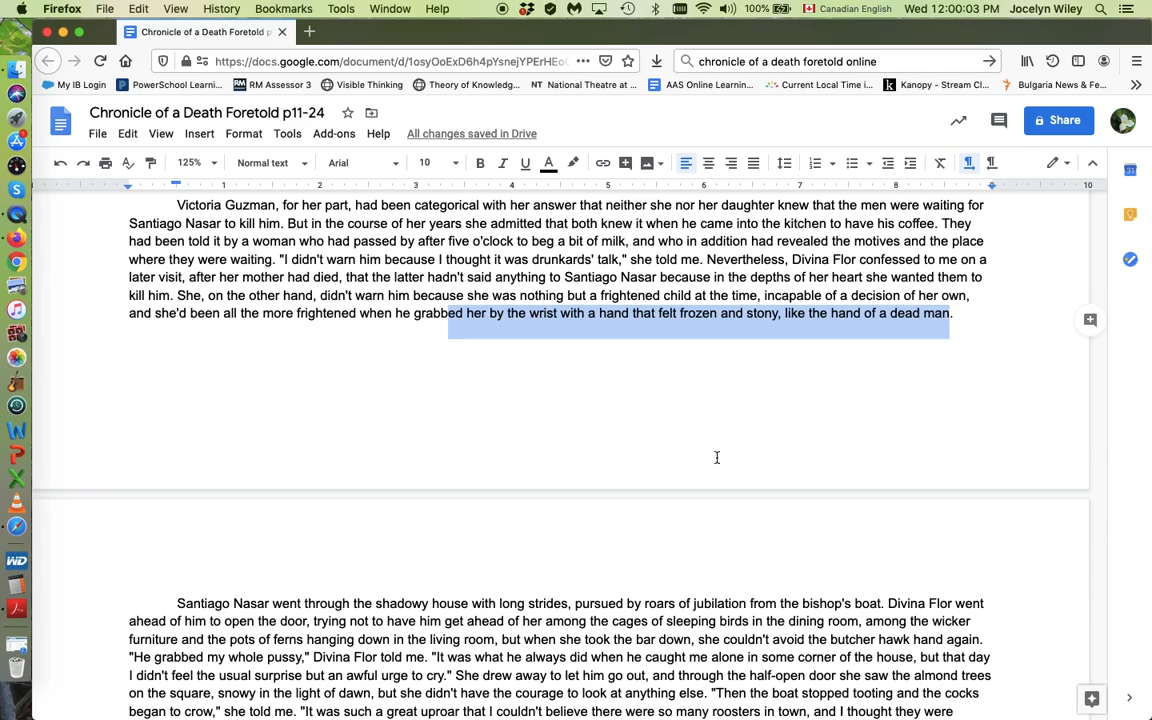 Firefox File Edit View History Bookmarks Tools Window Help 100% Canadian English Wed 12:00:03 PM Jocelyn Wiley
Chronicle of a Death Foretold p
https://docs.google.com/document/d/1osyOoExD6h4pYsnejYPErHEo chronicle of a death foretold online
My IB Login PowerSchool Learni... RM Assessor 3 Visible Thinking Theory of Knowledg... NT National Theatre at ... AAS Online Learnin... Current Local Time i... Kanopy - Stream Cl... Bulgaria News & Fe...
Chronicle of a Death Foretold p11-24
File Edit View Insert Format Tools Add-ons Help All changes saved in Drive
Share
125% Normal text Arial 10
1 2 3 4 5 6 7 8 10
Victoria Guzman, for her part, had been categorical with her answer that neither she nor her daughter knew that the men were waiting for
Santiago Nasar to kill him. But in the course of her years she admitted that both knew it when he came into the kitchen to have his coffee. They
had been told it by a woman who had passed by after five o'clock to beg a bit of milk, and who in addition had revealed the motives and the place
where they were waiting. "I didn't warn him because I thought it was drunkards' talk," she told me. Nevertheless, Divina Flor confessed to me on a
later visit, after her mother had died, that the latter hadn't said anything to Santiago Nasar because in the depths of her heart she wanted them to
kill him. She, on the other hand, didn't warn him because she was nothing but a frightened child at the time, incapable of a decision of her own,
and she'd been all the more frightened when he grabbed her by the wrist with a hand that felt frozen and stony, like the hand of a dead man.
Santiago Nasar went through the shadowy house with long strides, pursued by roars of jubilation from the bishop's boat. Divina Flor went
ahead of him to open the door, trying not to have him get ahead of her among the cages of sleeping birds in the dining room, among the wicker
furniture and the pots of ferns hanging down in the living room, but when she took the bar down, she couldn't avoid the butcher hawk hand again.
"He grabbed my whole pussy," Divina Flor told me. "It was what he always did when he caught me alone in some corner of the house, but that day
I didn't feel the usual surprise but an awful urge to cry." She drew away to let him go out, and through the half-open door she saw the almond trees
on the square, snowy in the light of dawn, but she didn't have the courage to look at anything else. "Then the boat stopped tooting and the cocks
began to crow," she told me. "It was such a great uproar that I couldn't believe there were so many roosters in town, and I thought they were